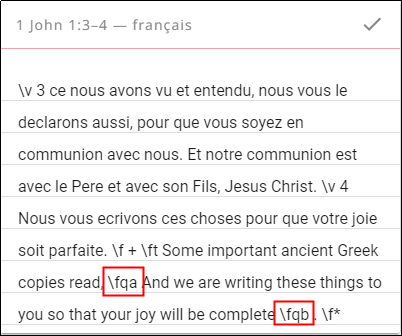 1 John 1:3–4 — français
\v 3 ce nous avons vu et entendu, nous vous le
declarons aussi, pour que vous soyez en
communion avec nous. Et notre communion est
avec le Pere et avec son Fils, Jesus Christ. \v 4
Nous vous ecrivons ces choses pour que votre joie
soit parfaite. \f + \ft Some important ancient Greek
copies read, \fqa And we are writing these things to
you so that your joy will be complete \fqb . \f*